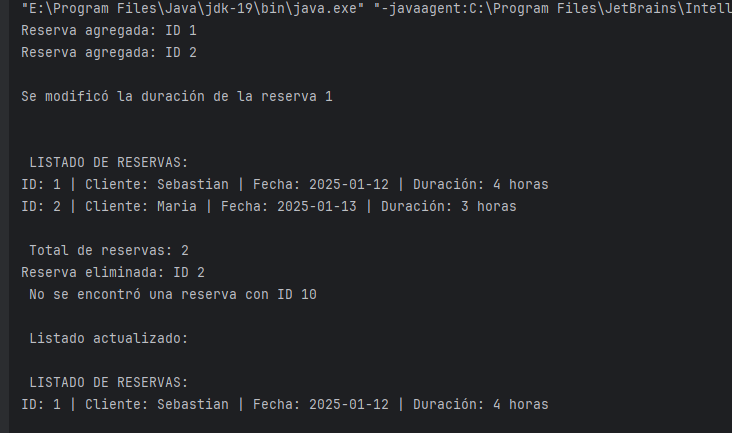 "E:\Program Files\Java\jdk-19\bin\java.exe" "-javaagent:C:\Program Files\JetBrains\Intell
Reserva agregada: ID 1
Reserva agregada: ID 2
Se modificó la duración de la reserva 1
LISTADO DE RESERVAS:
ID: 1 | Cliente: Sebastian | Fecha: 2025-01-12 | Duración: 4 horas
ID: 2 | Cliente: Maria | Fecha: 2025-01-13 | Duración: 3 horas
Total de reservas: 2
Reserva eliminada: ID 2
No se encontró una reserva con ID 10
Listado actualizado:
LISTADO DE RESERVAS:
ID: 1 | Cliente: Sebastian | Fecha: 2025-01-12 | Duración: 4 horas